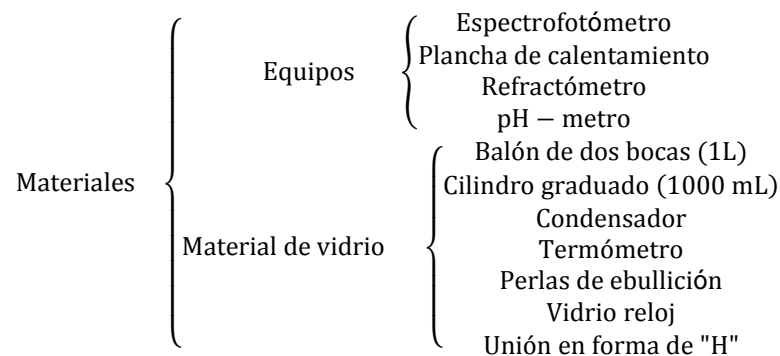 Espectrofotómetro
Equipos
Plancha de calentamiento
Refractómetro
pH − metro
Materiales
Balón de dos bocas (1L)
Cilindro graduado (1000 mL)
Condensador
Material de vidrio
Termómetro
Perlas de ebullición
Vidrio reloj
Unión en forma de "H"